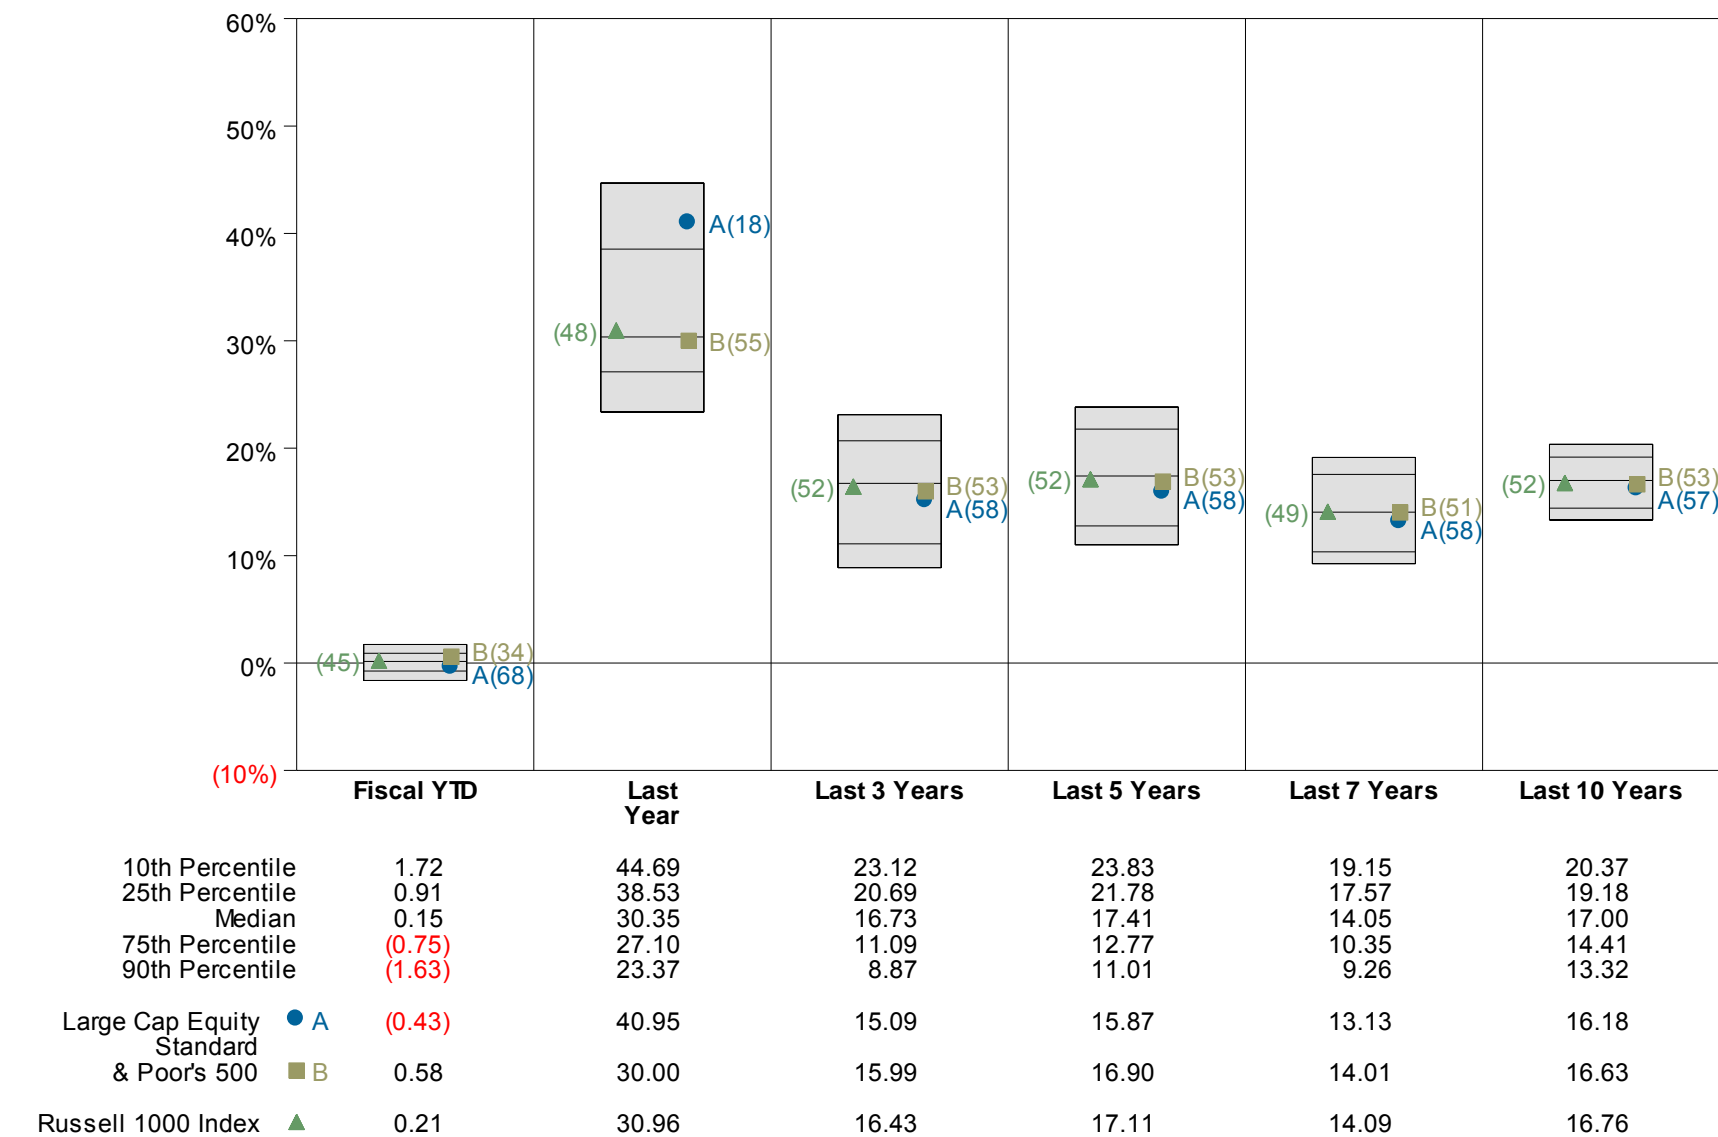 60%
50%
40%
30%
20%
10%
0%
(10%)
(45)
B(34)
A(68)
A(18)
(48)
B(55)
(52)
B(53)
A(58)
(52)
B(53)
A(58)
(49)
B(51)
A(58)
(52)
B(53)
A(57)
Fiscal YTD Last Last 3 Years Last 5 Years Last 7 Years Last 10 Years
Year
10th Percentile 1.72 44.69 23.12 23.83 19.15 20.37
25th Percentile 0.91 38.53 20.69 21.78 17.57 19.18
Median 0.15 30.35 16.73 17.41 14.05 17.00
75th Percentile (0.75) 27.10 11.09 12.77 10.35 14.41
90th Percentile (1.63) 23.37 8.87 11.01 9.26 13.32
Large Cap Equity A (0.43) 40.95 15.09 15.87 13.13 16.18
Standard
& Poor's 500 B 0.58 30.00 15.99 16.90 14.01 16.63
Russell 1000 Index 0.21 30.96 16.43 17.11 14.09 16.76